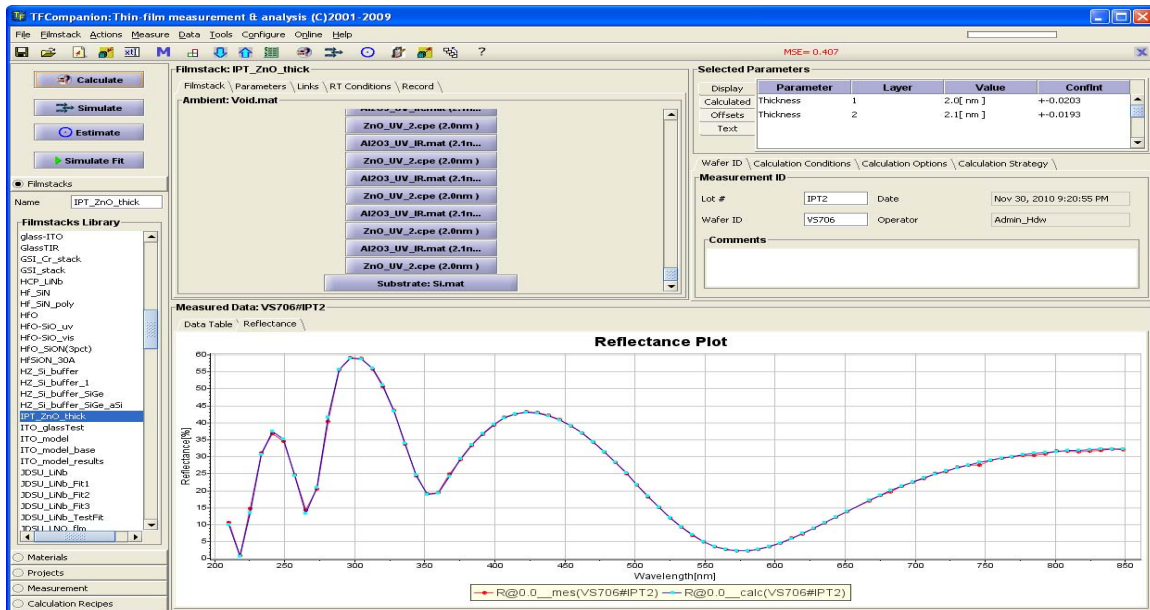 TFCompanion: Thin-film measurement & analysis (C)2001-2009
File Filmstack Actions Measure Data Tools Configure Online Help
MSE= 0.407
Calculate
Simulate
Estimate
Simulate Fit
Filmstacks
Name IPT_ZnO_thick
Filmstacks Library
glass-ITO
GlassTIR
GSI_Cr_stack
GSI_stack
HCP_LiNb
Hf_SiN
Hf_SiN_poly
HfO
HfO-SiO_uv
HfO-SiO_vis
HfO_SiON(3pct)
HfSiON_30A
HZ_Si_buffer
HZ_Si_buffer_1
HZ_Si_buffer_SiGe
HZ_Si_buffer_SiGe_aSi
IPT_ZnO_thick
ITO_glassTest
ITO_model
ITO_model_base
ITO_model_results
JDSU_LiNb
JDSU_LiNb_Fit1
JDSU_LiNb_Fit2
JDSU_LiNb_Fit3
JDSU_LiNb_TestFit
JDSU_LNO_flm
Materials
Projects
Measurement
Calculation Recipes
Filmstack: IPT_ZnO_thick
Filmstack Parameters Links RT Conditions Record
Ambient: Void.mat
Al2O3_UV_IR.mat (2.1n...
ZnO_UV_2.cpe (2.0nm )
Al2O3_UV_IR.mat (2.1n...
ZnO_UV_2.cpe (2.0nm )
Al2O3_UV_IR.mat (2.1n...
ZnO_UV_2.cpe (2.0nm )
Al2O3_UV_IR.mat (2.1n...
ZnO_UV_2.cpe (2.0nm )
Al2O3_UV_IR.mat (2.1n...
ZnO_UV_2.cpe (2.0nm )
Substrate: Si.mat
Selected Parameters
Display Parameter Layer Value ConfInt
Calculated Thickness 1 2.0[ nm ] +-0.0203
Offsets Thickness 2 2.1[ nm ] +-0.0193
Text
Wafer ID Calculation Conditions Calculation Options Calculation Strategy
Measurement ID
Lot # IPT2 Date Nov 30, 2010 9:20:55 PM
Wafer ID VS706 Operator Admin_Hdw
Comments
Measured Data: VS706#IPT2
Data Table Reflectance
Reflectance Plot
60
55
50
45
40
35
30
25
20
15
10
5
0
Reflectance[%]
200 250 300 350 400 450 500 550 600 650 700 750 800 850
Wavelength[nm]
R@0.0__mes(VS706#IPT2) R@0.0__calc(VS706#IPT2)